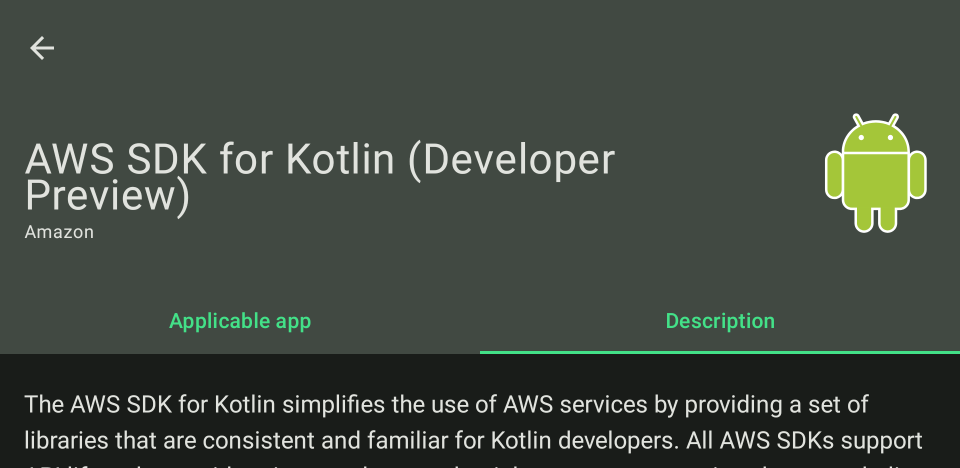 AWS SDK for Kotlin (Developer
Preview)
Amazon
Applicable app
Description
The AWS SDK for Kotlin simplifies the use of AWS services by providing a set of
libraries that are consistent and familiar for Kotlin developers. All AWS SDKs support